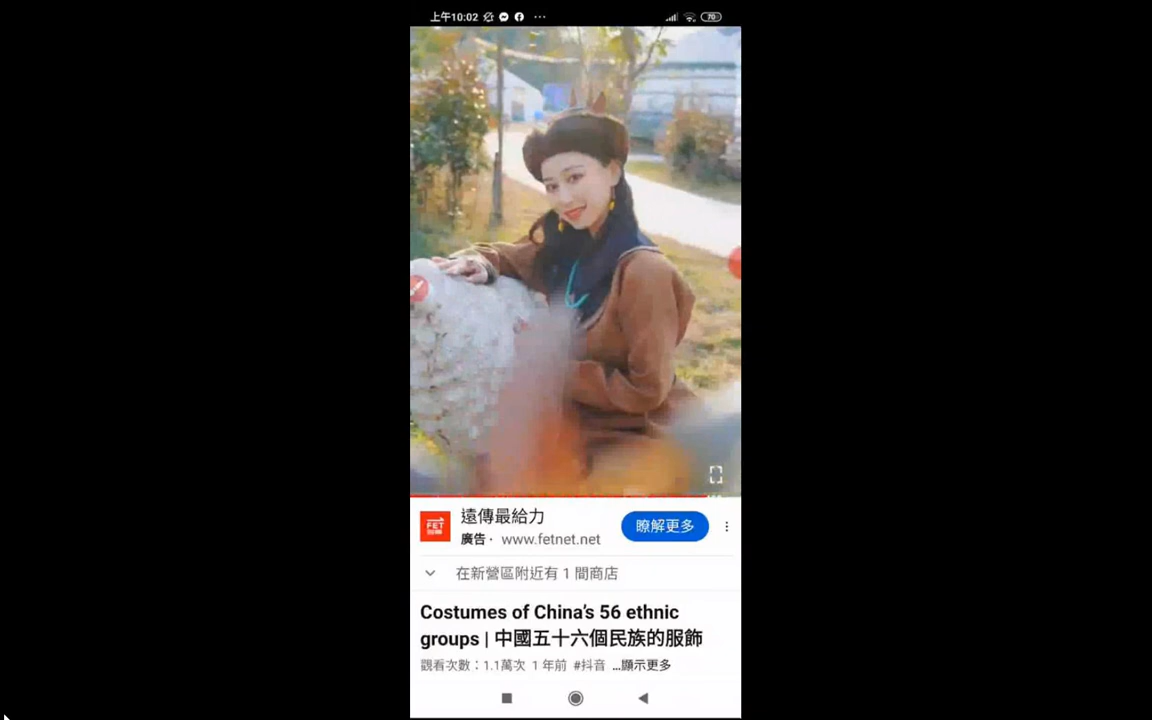 上午10:02 ...
70
FET
遠傳最給力
廣告 · www.fetnet.net
瞭解更多
在新營區附近有 1 間商店
Costumes of China’s 56 ethnic
groups | 中國五十六個民族的服飾
觀看次數：1.1萬次 1 年前 #抖音 ...顯示更多